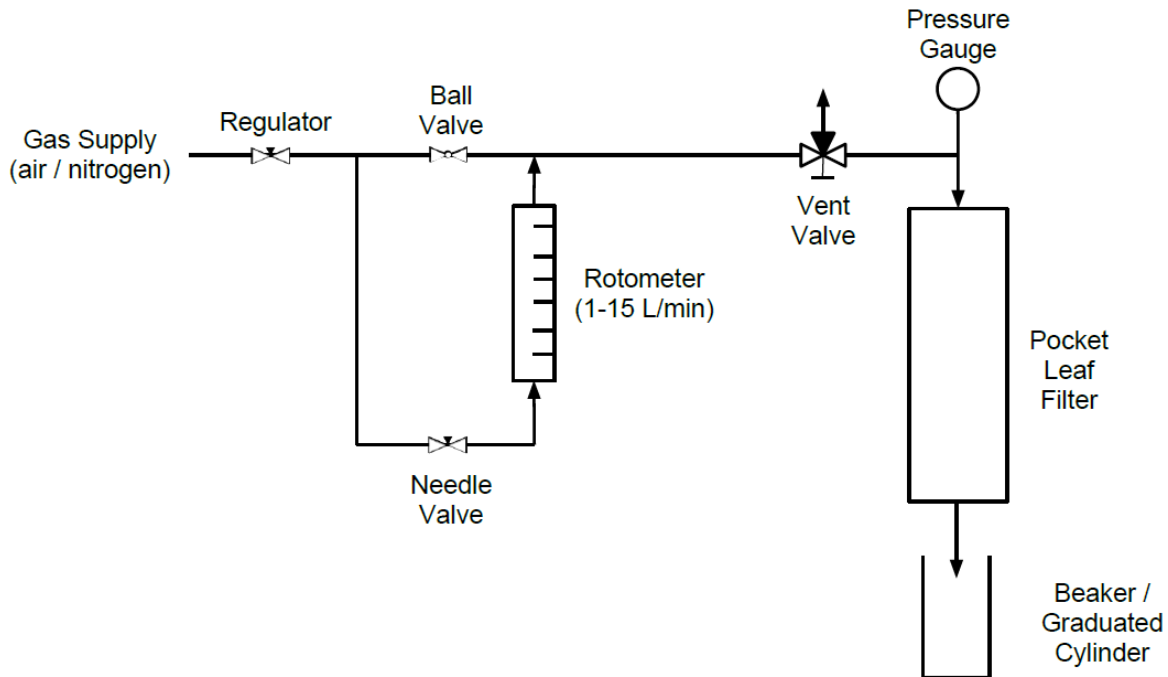 Pressure
Gauge
Ball
Valve
Regulator
Gas Supply
(air / nitrogen)
Vent
Valve
Rotometer
(1-15 L/min)
Pocket
Leaf
Filter
Needle
Valve
Beaker /
Graduated
Cylinder